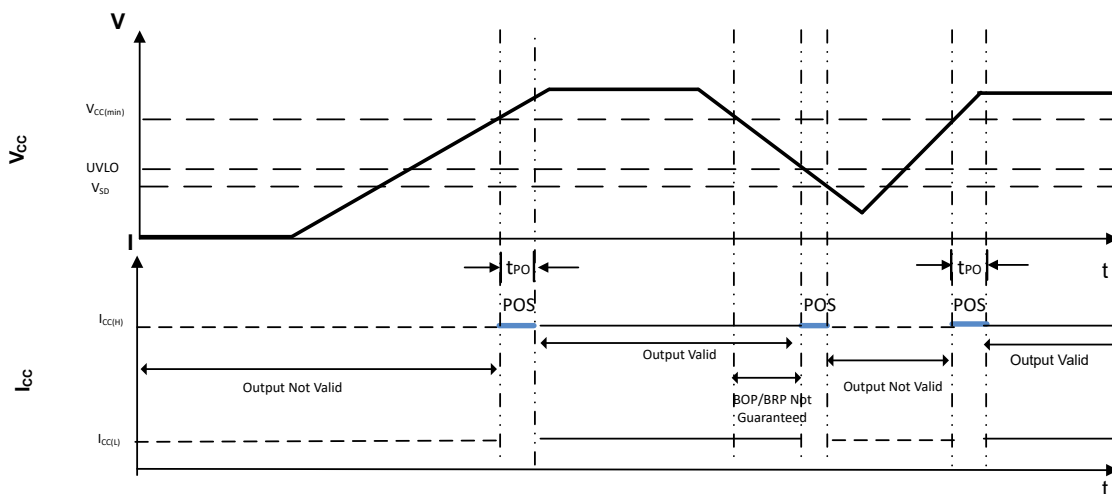 V
VCC(min)
UVLO
VSD
VCC
I
t
tPO
tPO
POS
POS
POS
ICC(H)
Output Valid
Output Valid
Output Not Valid
Output Not Valid
BOP/BRP Not
Guaranteed
ICC
ICC(L)
t